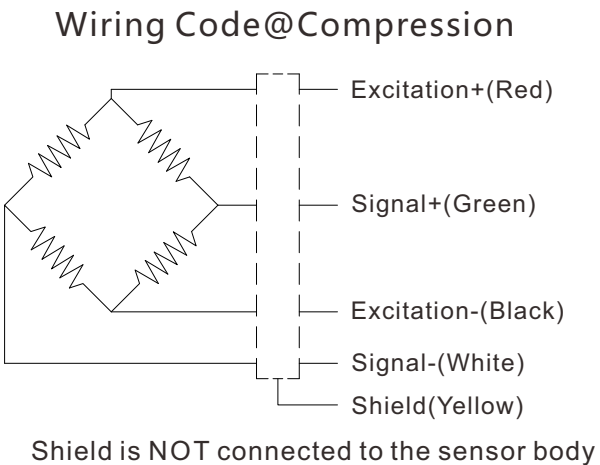 Wiring Code@Compression
Excitation+(Red)
Signal+(Green)
Excitation-(Black)
Signal-(White)
Shield(Yellow)
Shield is NOT connected to the sensor body